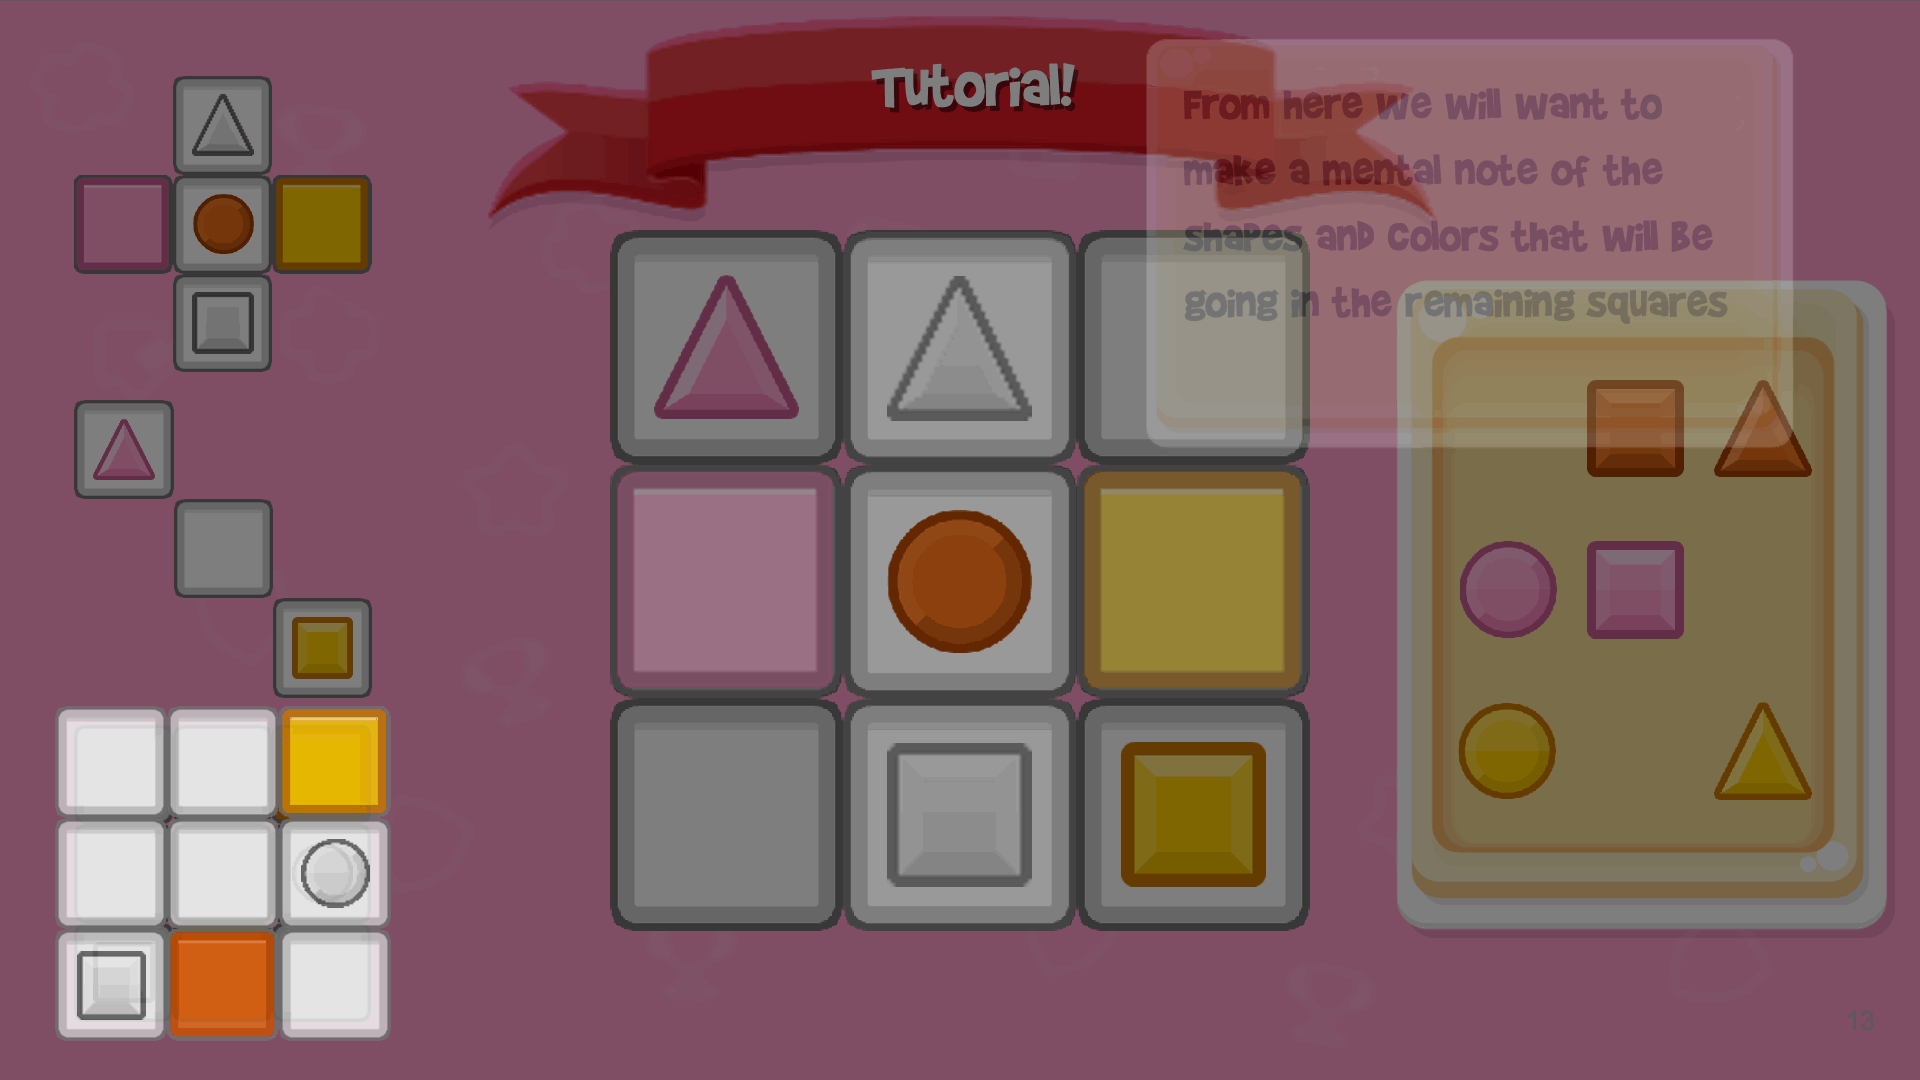 Tutorial!
From here we will want to
make a mental note of the
shapes and colors that will Be
going in the remaining squares
13